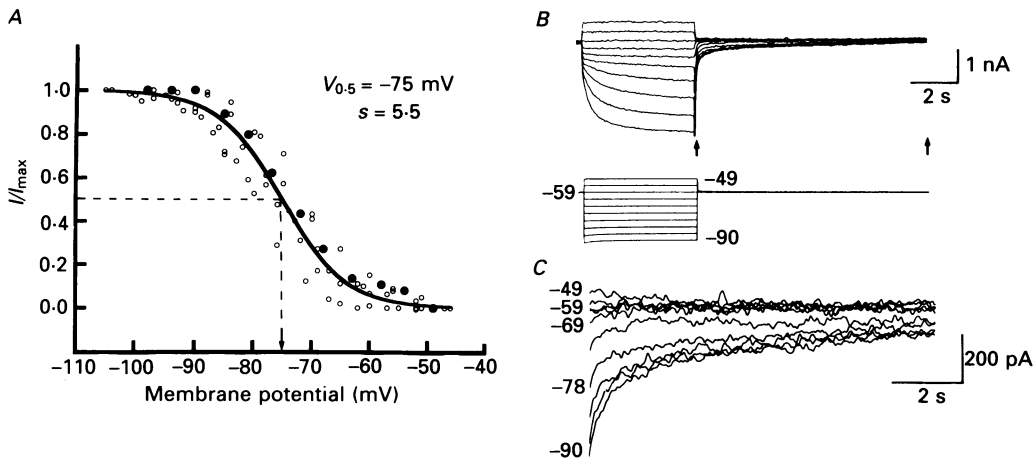 A
V0·5 = −75 mV
s = 5·5
I/Imax
1·0
0·8
0·6
0·4
0·2
0·0
−110 −100 −90 −80 −70 −60 −50 −40
Membrane potential (mV)
B
1 nA
2 s
−59
−49
−90
C
−49
−59
−69
−78
−90
200 pA
2 s